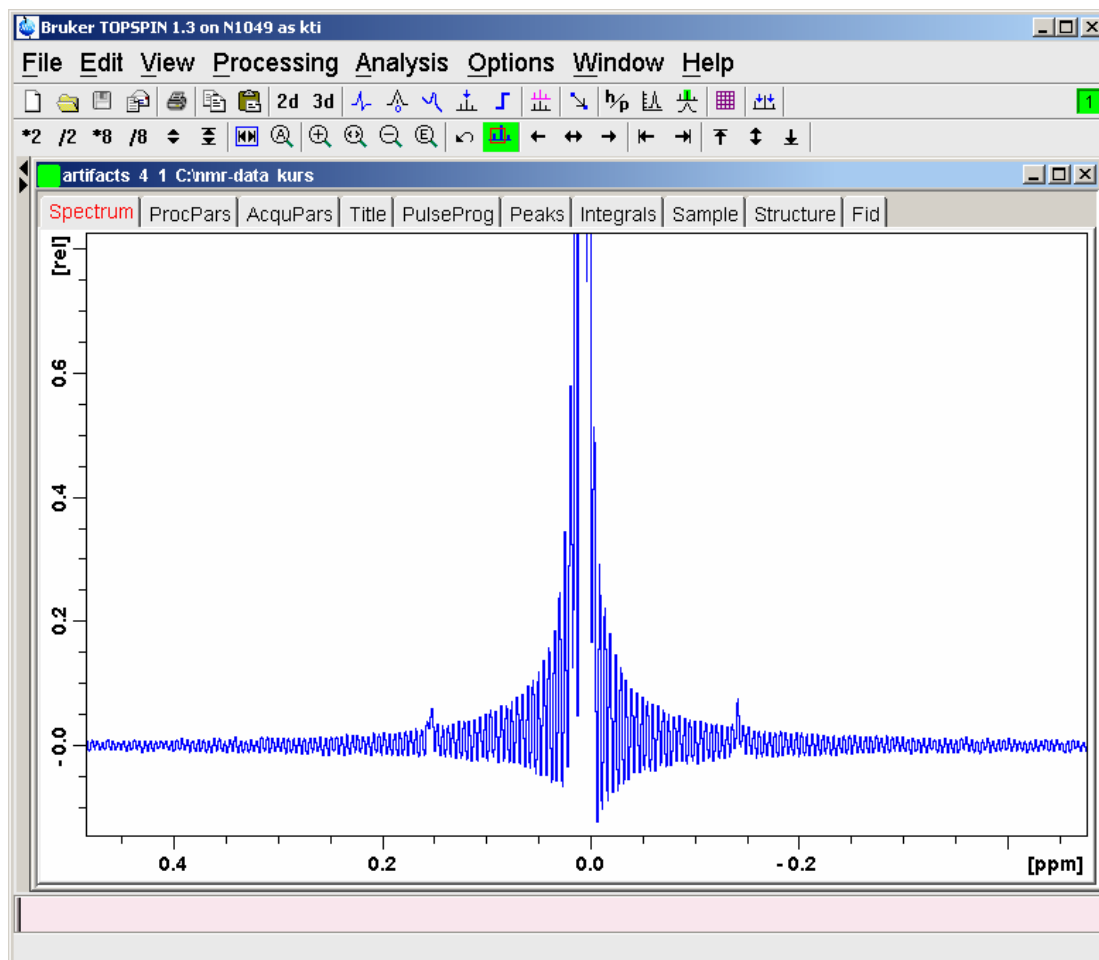 Bruker TOPSPIN 1.3 on N1049 as kti
File Edit View Processing Analysis Options Window Help
2d 3d h/p 1
*2 /2 *8 /8
artifacts 4 1 C:\nmr-data kurs
Spectrum ProcPars AcquPars Title PulseProg Peaks Integrals Sample Structure Fid
[rel]
0.6
0.4
0.2
- 0.0
0.4 0.2 0.0 - 0.2 [ppm]